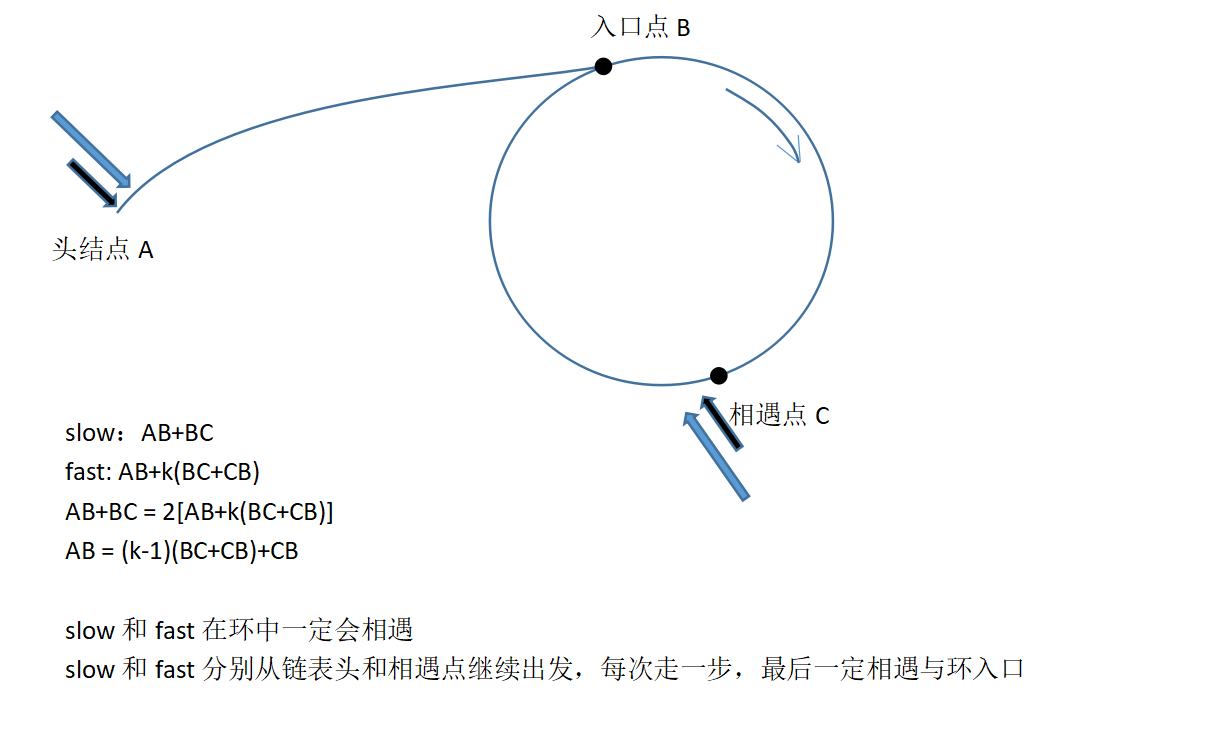 入口点 B
头结点 A
相遇点 C
slow：AB+BC
fast: AB+k(BC+CB)
AB+BC = 2[AB+k(BC+CB)]
AB = (k-1)(BC+CB)+CB
slow 和 fast 在环中一定会相遇
slow 和 fast 分别从链表头和相遇点继续出发，每次走一步，最后一定相遇与环入口